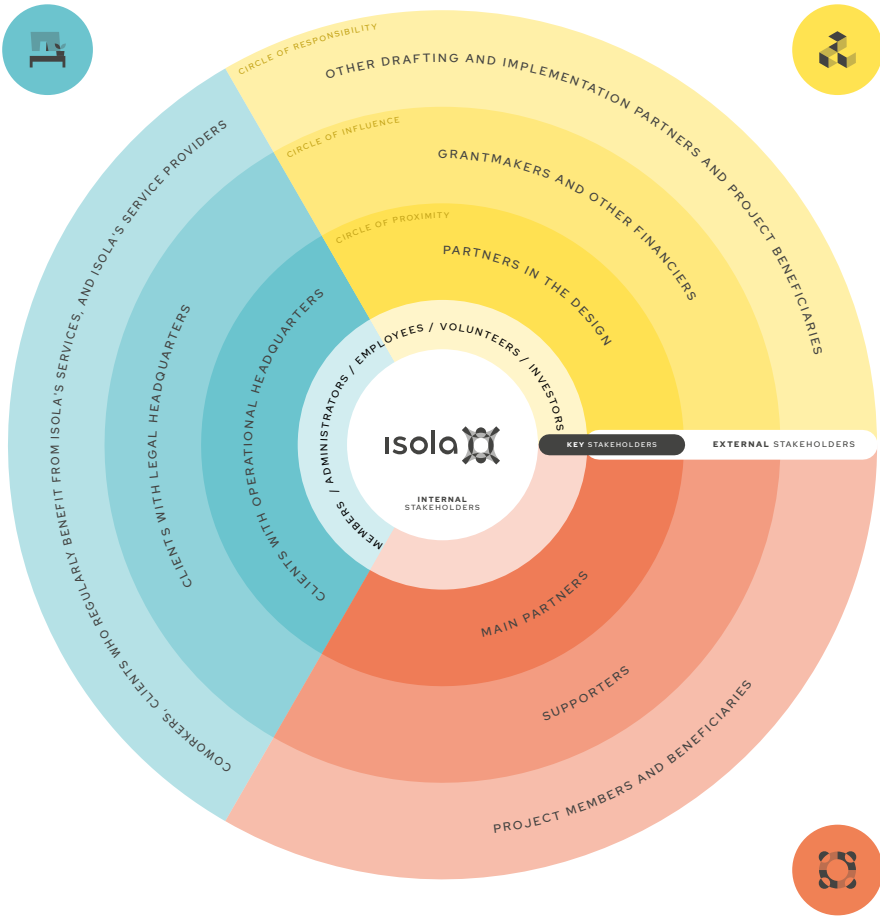 CIRCLE OF RESPONSIBILITY
OTHER DRAFTING AND IMPLEMENTATION PARTNERS AND PROJECT BENEFICIARIES
CIRCLE OF INFLUENCE
GRANTMAKERS AND OTHER FINANCIERS
CIRCLE OF PROXIMITY
PARTNERS IN THE DESIGN
COWORKERS, CLIENTS WHO REGULARLY BENEFIT FROM ISOLA'S SERVICES, AND ISOLA'S SERVICE PROVIDERS
CLIENTS WITH LEGAL HEADQUARTERS
CLIENTS WITH OPERATIONAL HEADQUARTERS
MEMBERS / ADMINISTRATORS / EMPLOYEES / VOLUNTEERS / INVESTORS
isola
KEY STAKEHOLDERS
EXTERNAL STAKEHOLDERS
INTERNAL
STAKEHOLDERS
MAIN PARTNERS
SUPPORTERS
PROJECT MEMBERS AND BENEFICIARIES